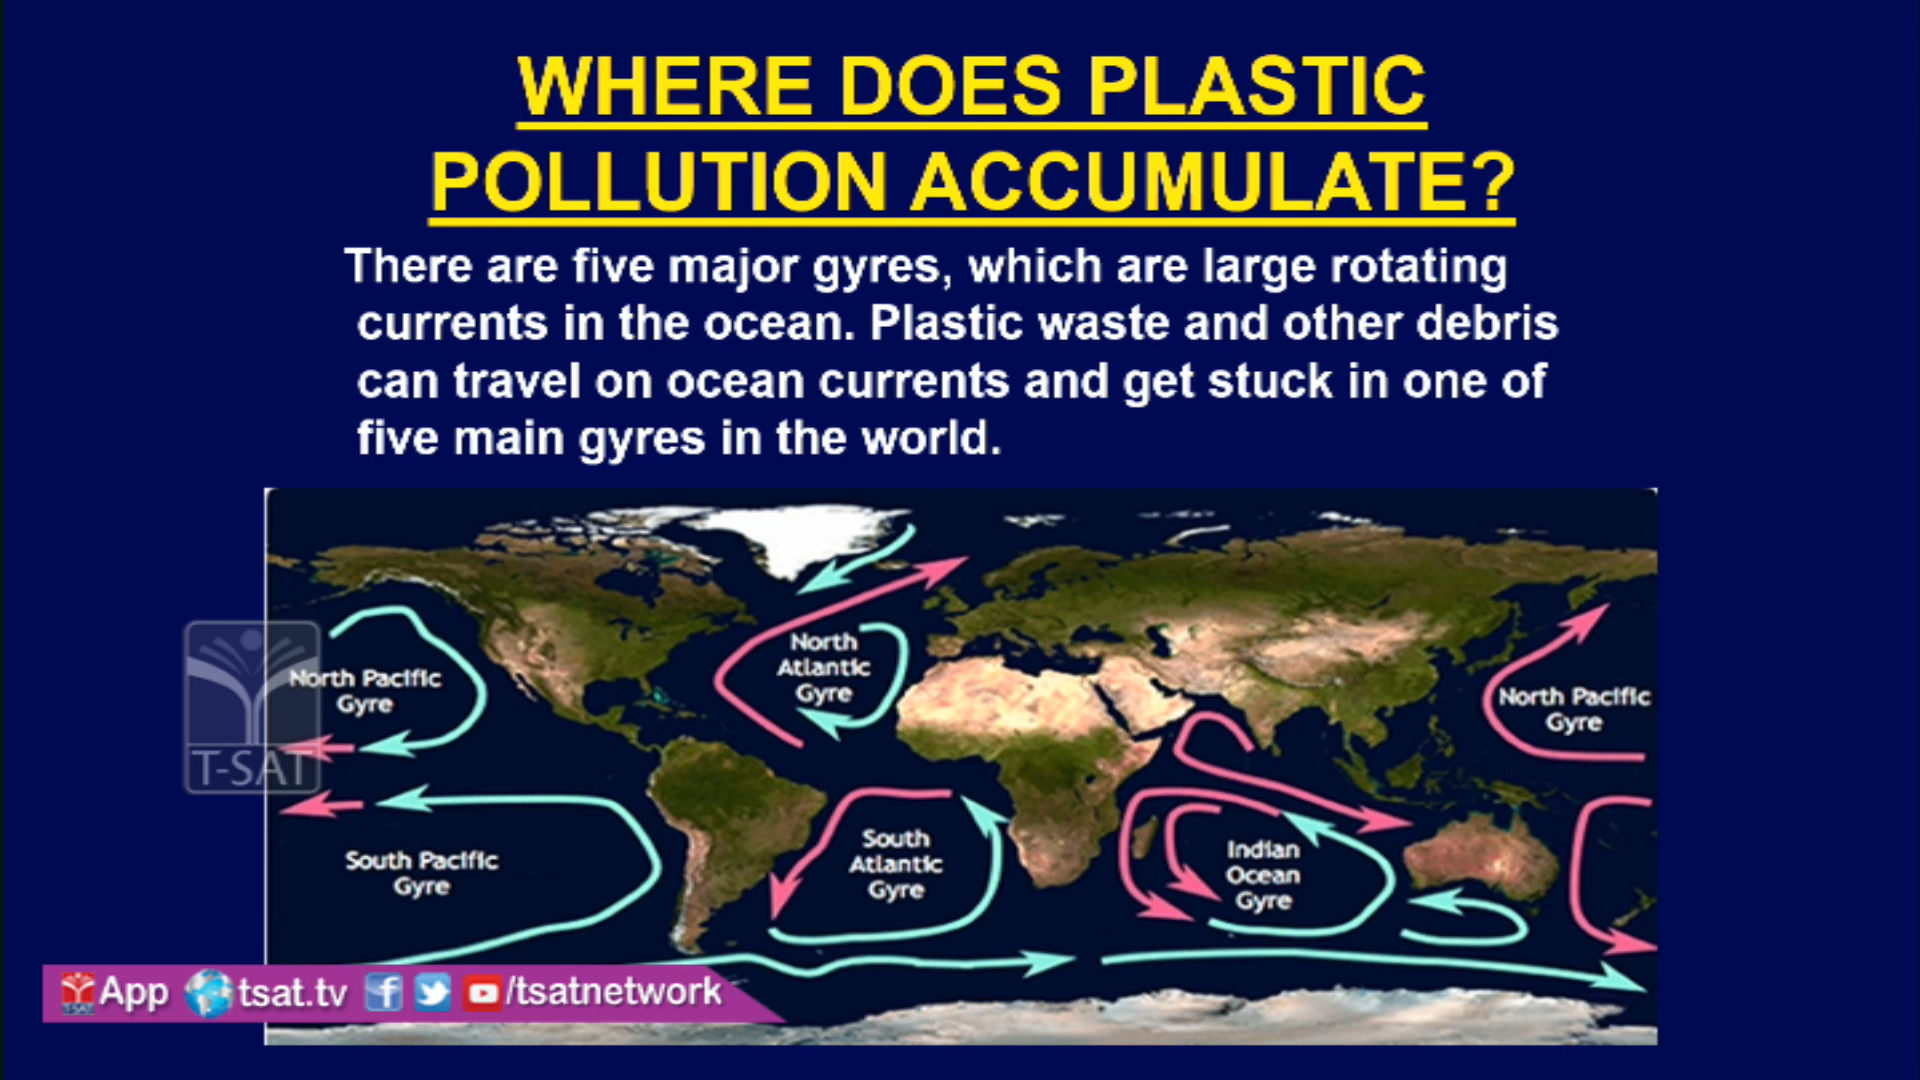 WHERE DOES PLASTIC
POLLUTION ACCUMULATE?
There are five major gyres, which are large rotating
currents in the ocean. Plastic waste and other debris
can travel on ocean currents and get stuck in one of
five main gyres in the world.
North
Atlantic
Gyre
North Pacific
Gyre
North Pacific
Gyre
T-SAT
South
Atlantic
Gyre
Indian
Ocean
Gyre
South Pacific
Gyre
T-SAT
App tsat.tv /tsatnetwork